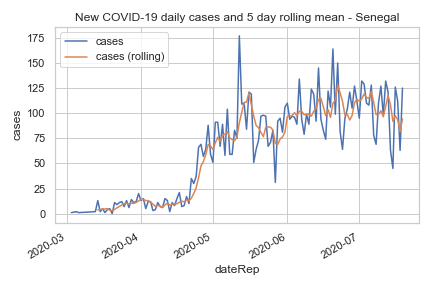 New COVID-19 daily cases and 5 day rolling mean - Senegal
cases
cases (rolling)
175
150
125
100
75
50
25
0
cases
2020-03
2020-04
2020-05
2020-06
2020-07
dateRep